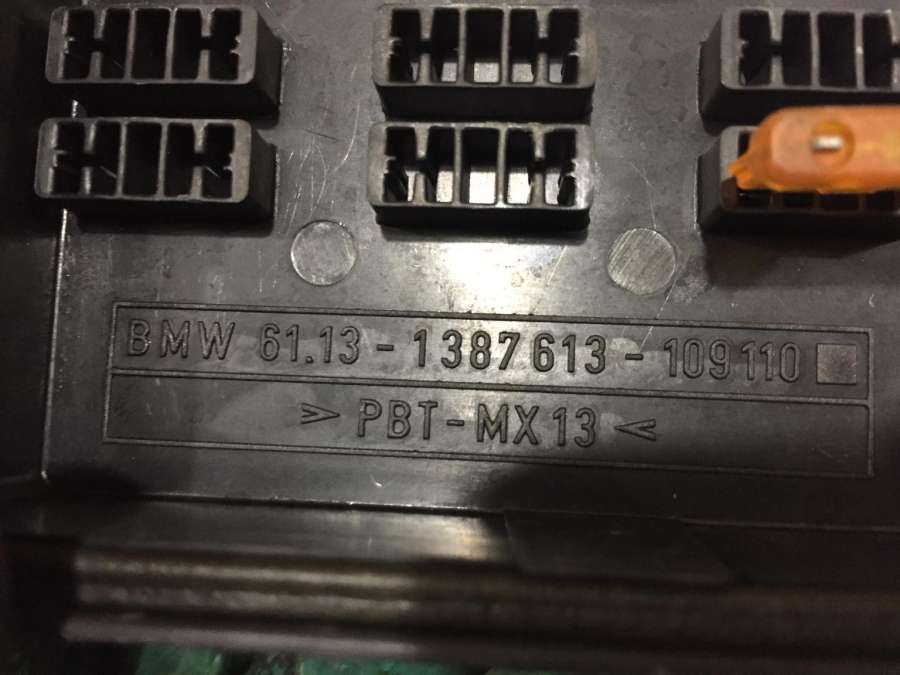 BMW 61.13 - 1387613 - 109110
> PBT - MX13 <